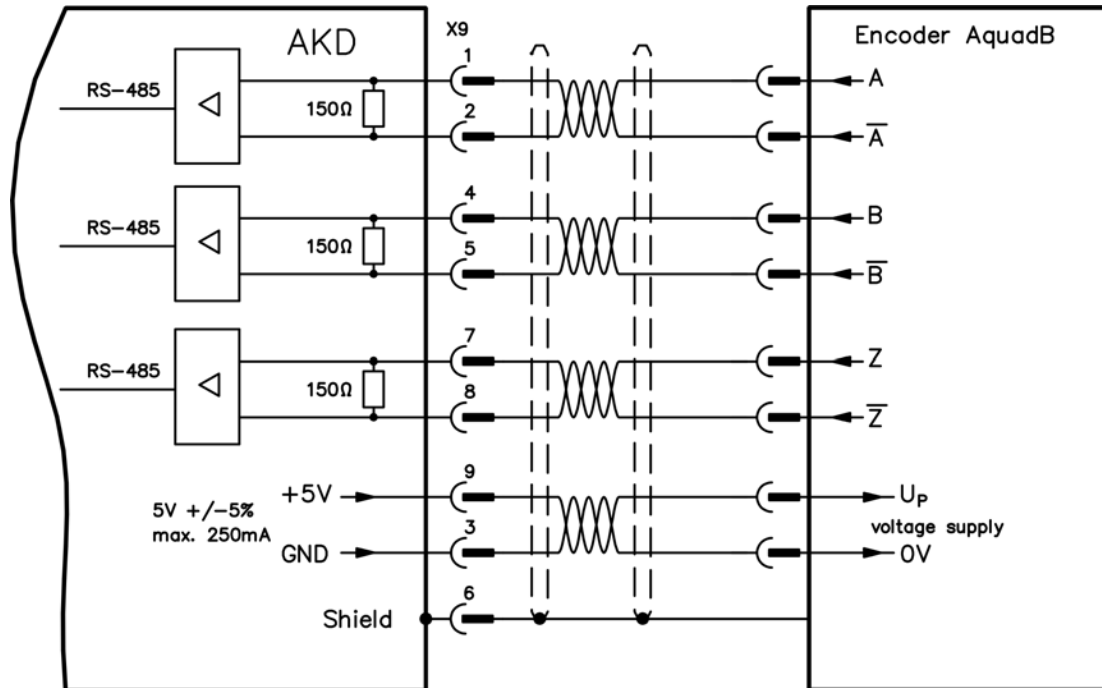 AKD
X9
Encoder AquadB
1
RS-485
150Ω
A
2
A̅
4
RS-485
150Ω
B
5
B̅
7
RS-485
150Ω
Z
8
Z̅
9
+5V
UP
5V +/-5%
max. 250mA
voltage supply
3
GND
0V
6
Shield